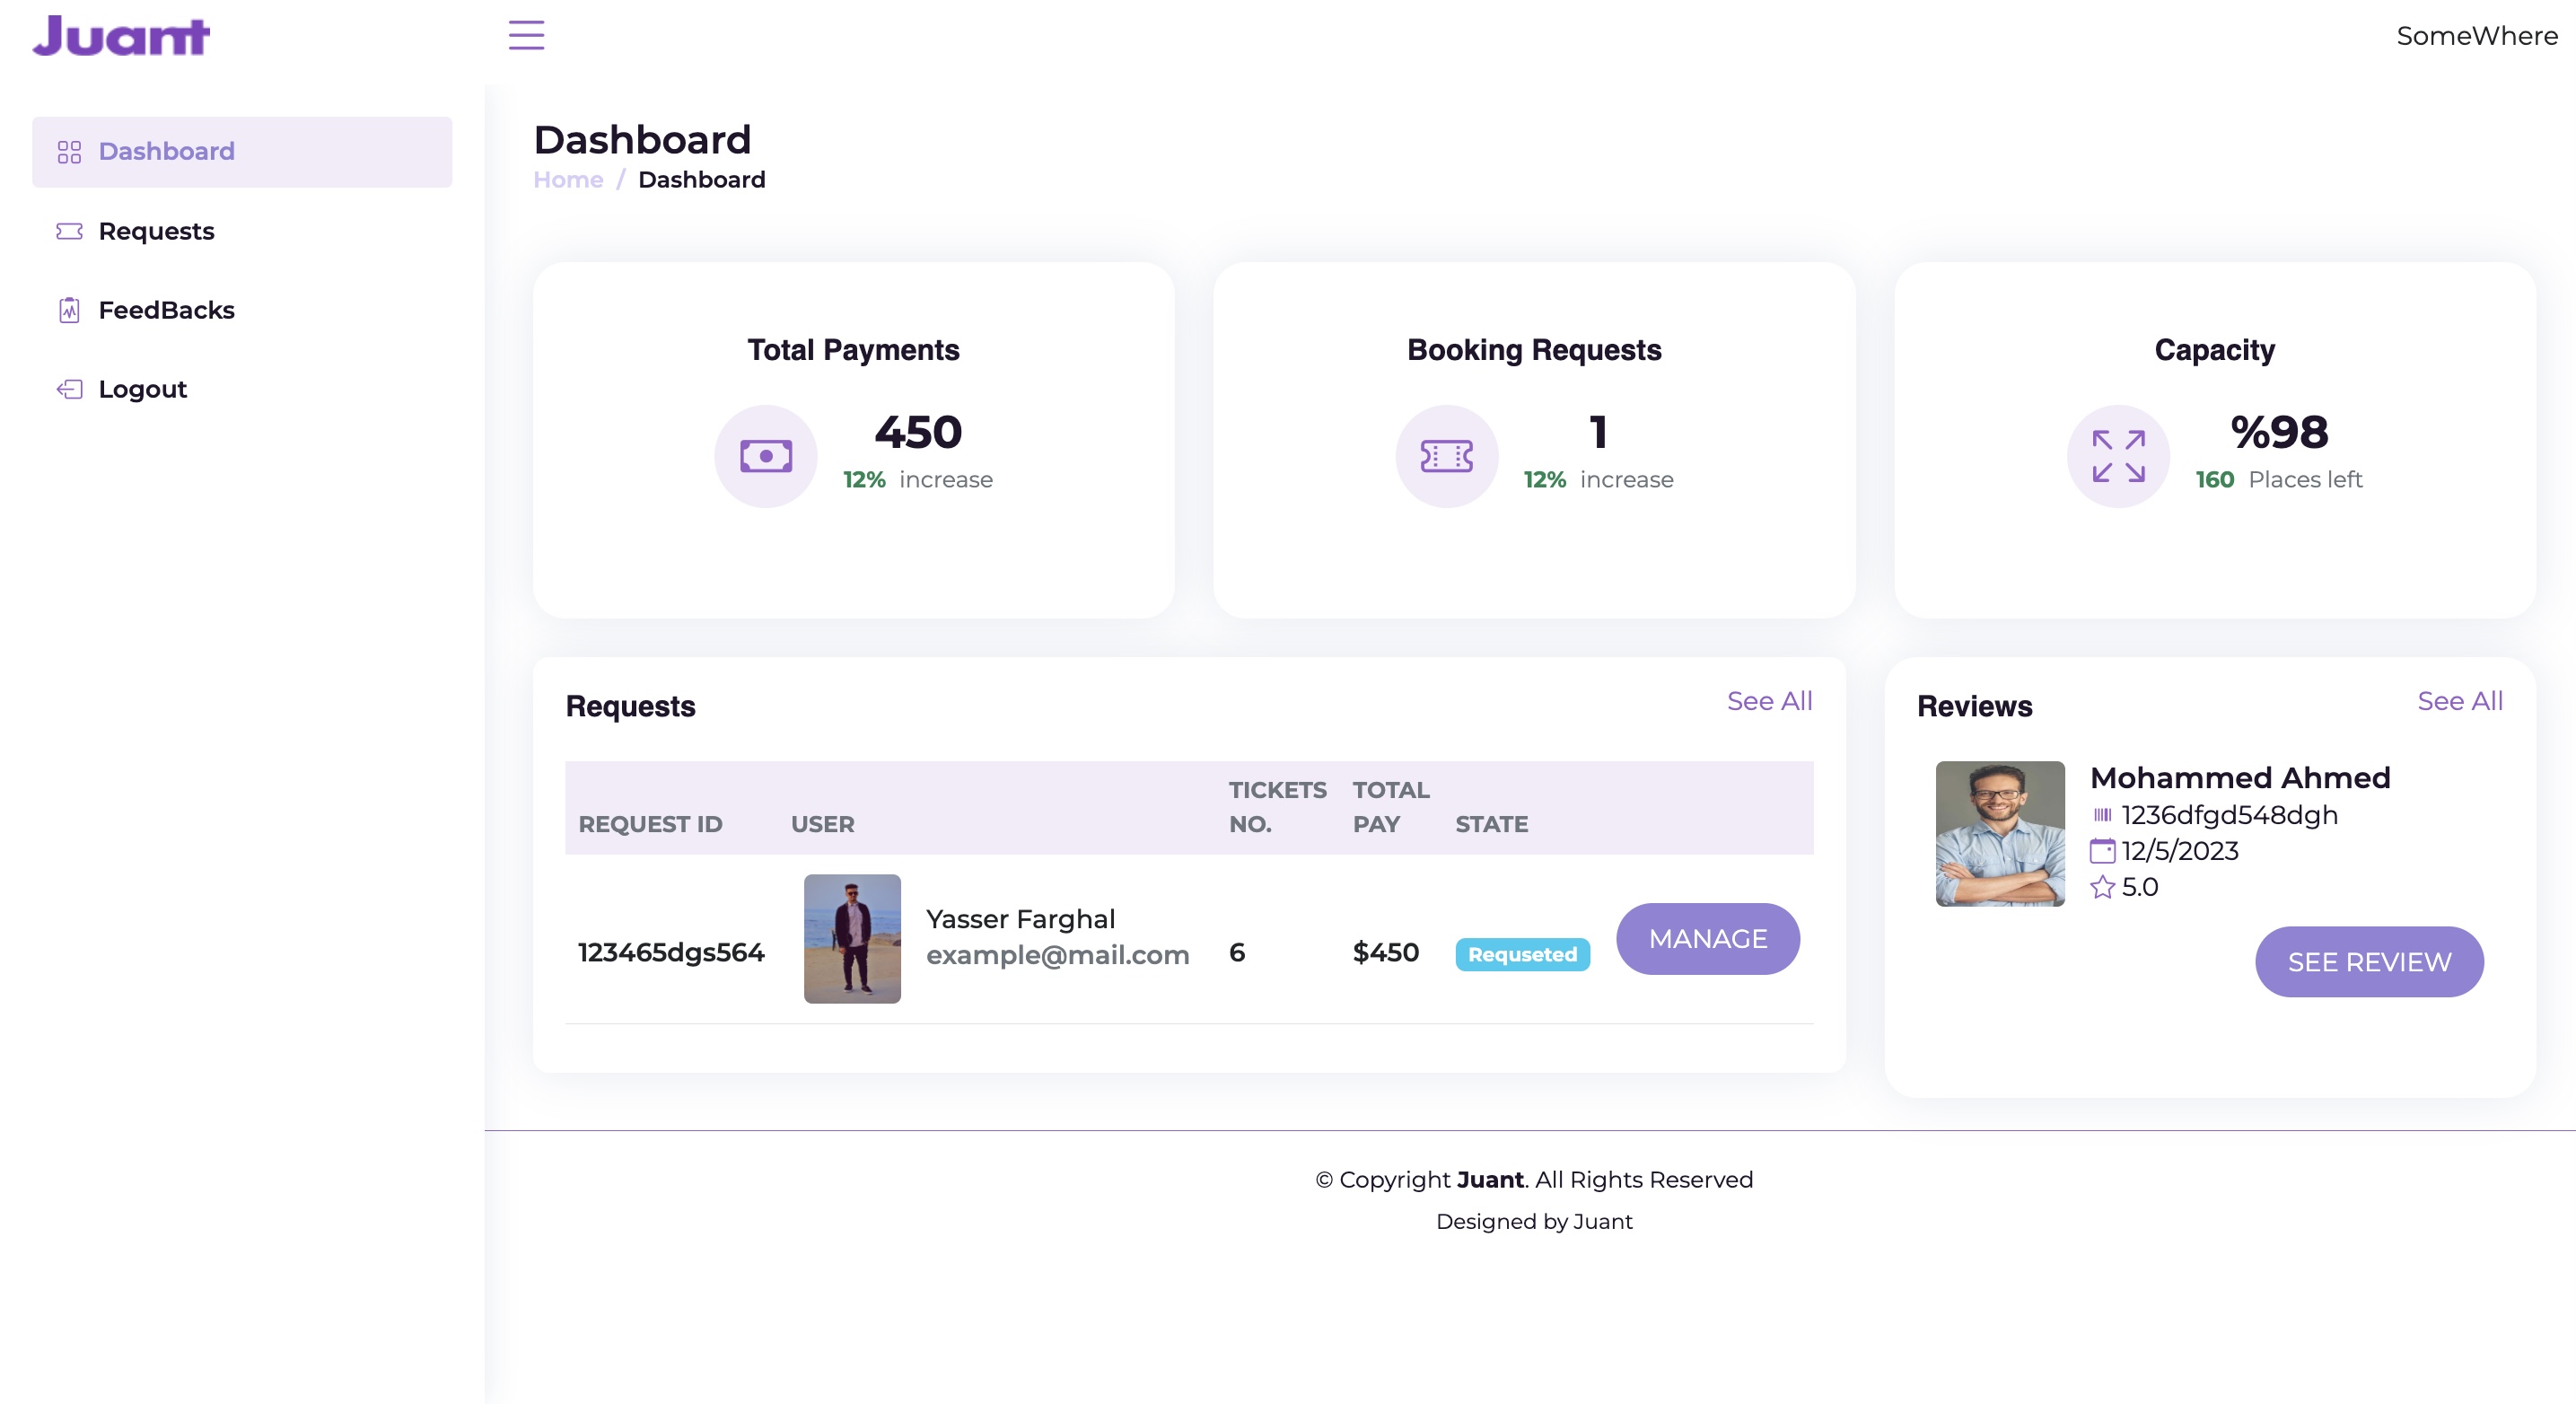 Juant
SomeWhere
Dashboard
Requests
FeedBacks
Logout
Dashboard
Home / Dashboard
Total Payments
450
12% increase
Booking Requests
1
12% increase
Capacity
%98
160 Places left
Requests
See All
REQUEST ID USER TICKETS NO. TOTAL PAY STATE
123465dgs564 Yasser Farghal example@mail.com 6 $450 Requseted MANAGE
Reviews
See All
Mohammed Ahmed
1236dfgd548dgh
12/5/2023
5.0
SEE REVIEW
© Copyright Juant. All Rights Reserved
Designed by Juant